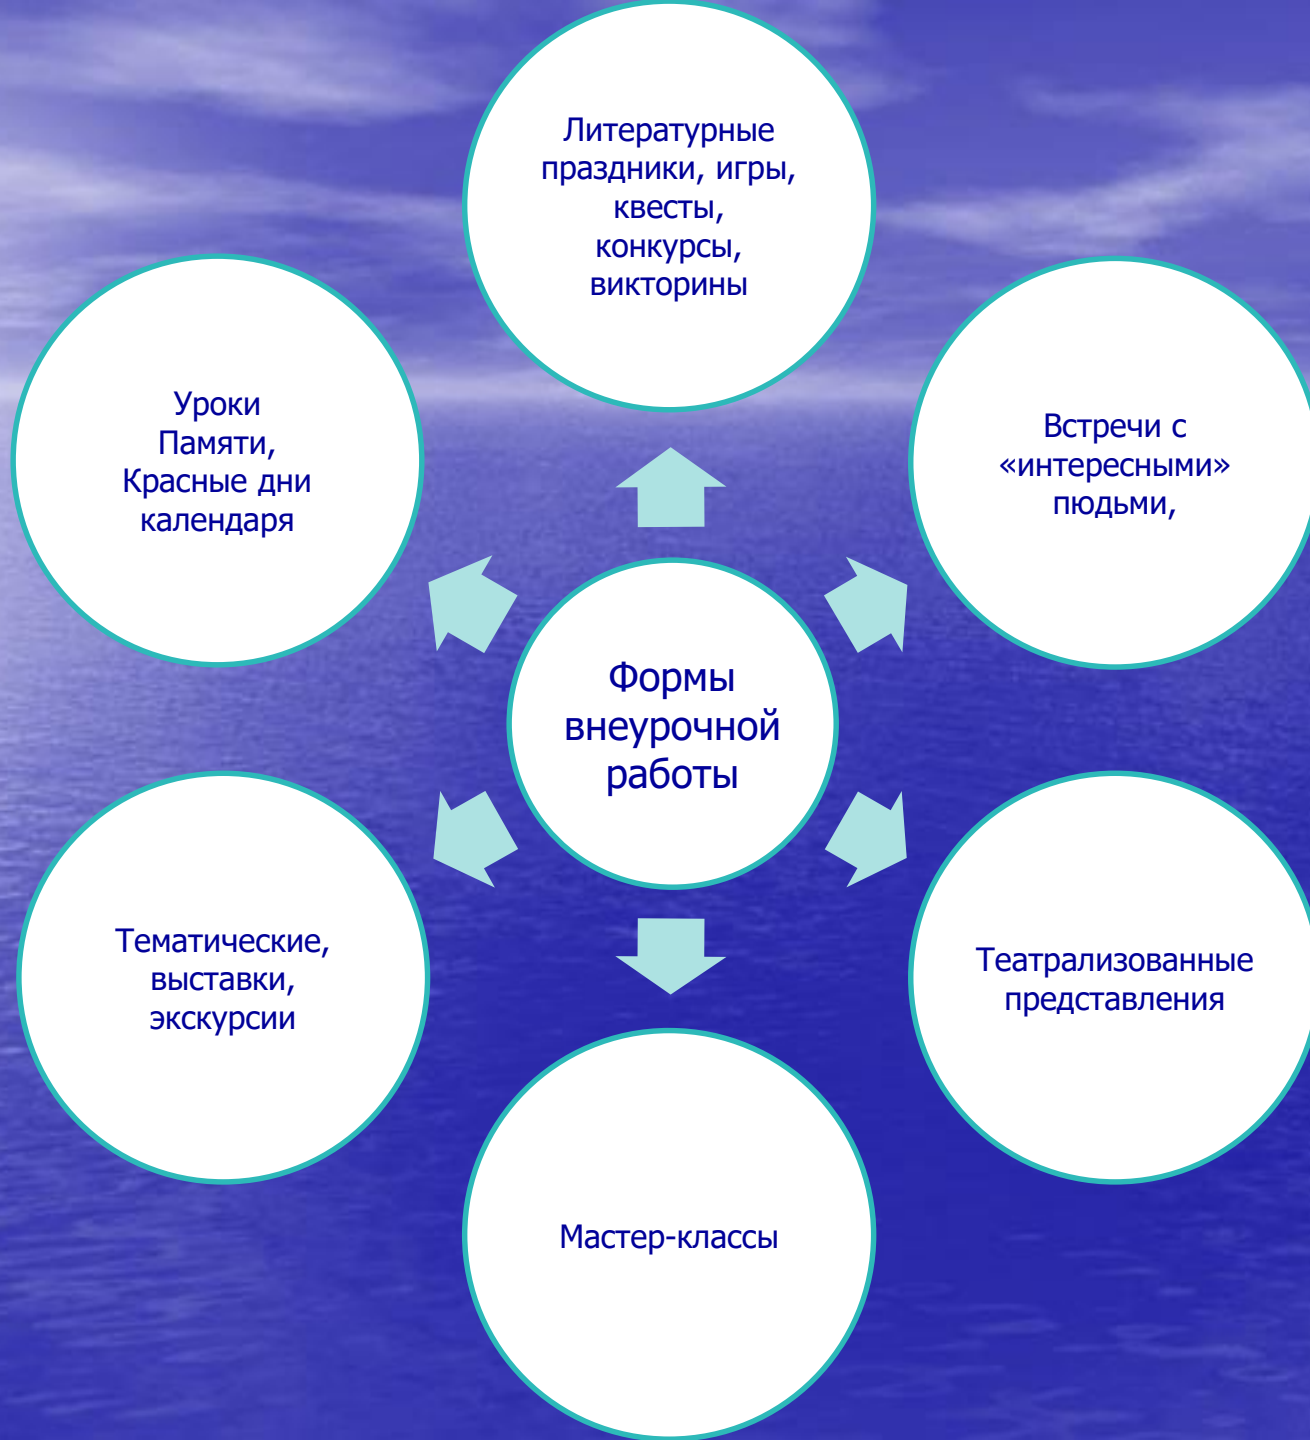 Литературные
праздники, игры,
квесты,
конкурсы,
викторины
Уроки
Памяти,
Красные дни
календаря
Встречи с
«интересными»
пюдьми,
Формы
внеурочной
работы
Тематические,
выставки,
экскурсии
Театрализованные
представления
Мастер-классы